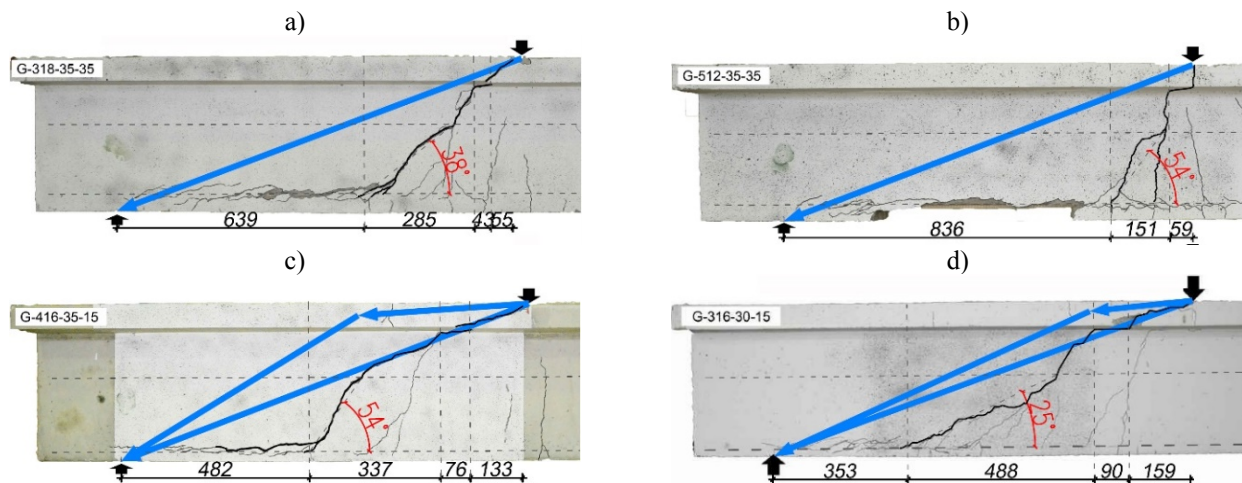 a)
G-318-35-35
38°
639 285 43 55
b)
G-512-35-35
54°
836 151 59
c)
G-416-35-15
54°
482 337 76 133
d)
G-316-30-15
25°
353 488 90 159